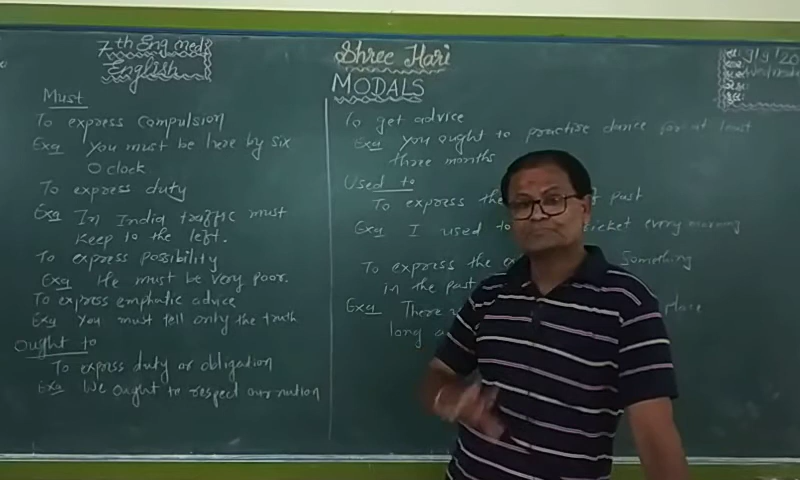 7th Eng med
English
Shree Hari
MODALS
Must
To express compulsion
Exa You must be here by six
O clock
To express duty
Exa In India traffic must
keep to the left.
To express possibility
Exa He must be very poor.
To express emphatic advice
Exa You must tell only the truth
Ought to
To express duty or obligation
Exa We ought to respect our nation
To get advice
Exa You ought to practise dance for at least
three months
Used to
To express the of past
Exa I used to every morning
To express the Something
in the past
Exa There place
long